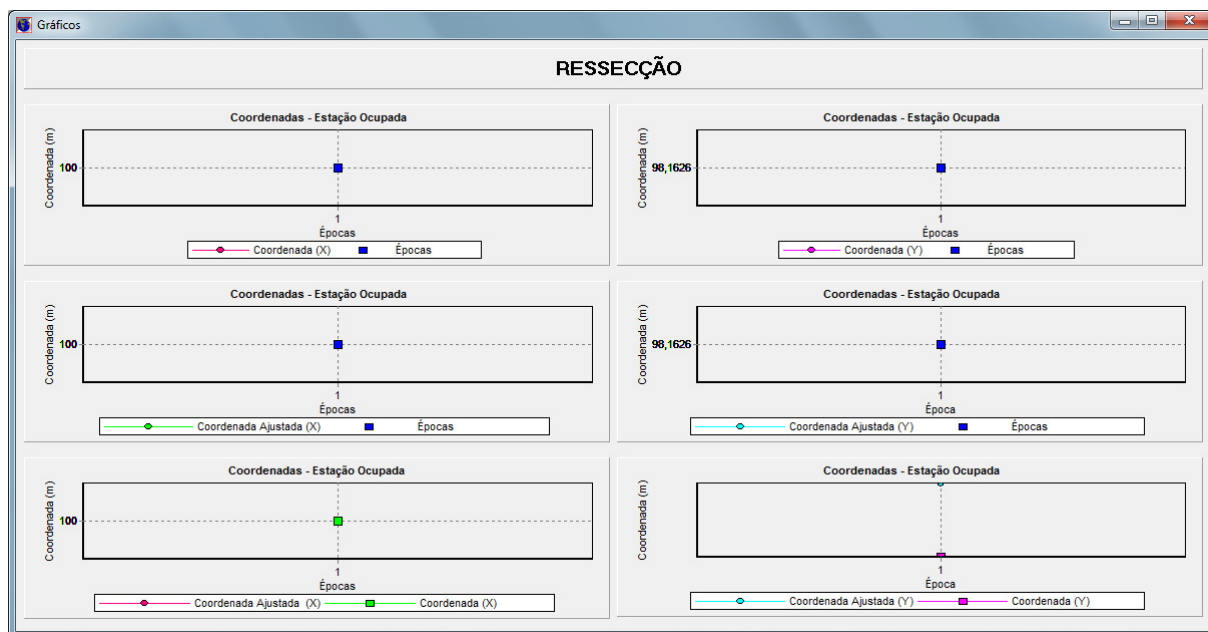 Gráficos
RESSECÇÃO
Coordenadas - Estação Ocupada
Coordenada (m)
100
1
Épocas
Coordenada (X) Épocas
Coordenadas - Estação Ocupada
Coordenada (m)
98,1626
1
Épocas
Coordenada (Y) Épocas
Coordenadas - Estação Ocupada
Coordenada (m)
100
1
Épocas
Coordenada Ajustada (X) Épocas
Coordenadas - Estação Ocupada
Coordenada (m)
98,1626
1
Época
Coordenada Ajustada (Y) Épocas
Coordenadas - Estação Ocupada
Coordenada (m)
100
1
Épocas
Coordenada Ajustada (X) Coordenada (X)
Coordenadas - Estação Ocupada
Coordenada (m)
1
Época
Coordenada Ajustada (Y) Coordenada (Y)